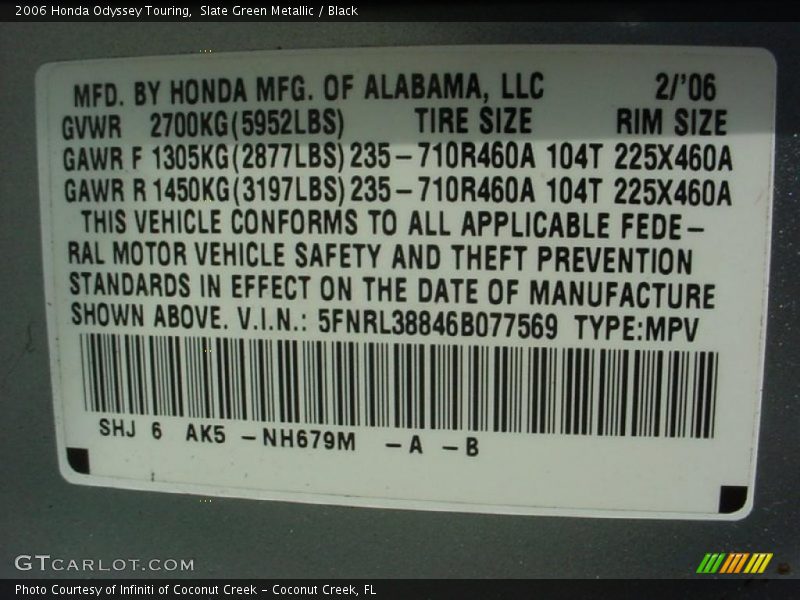 2006 Honda Odyssey Touring,  Slate Green Metallic / Black
MFD. BY HONDA MFG. OF ALABAMA, LLC 2/'06
GVWR 2700KG(5952LBS) TIRE SIZE RIM SIZE
GAWR F 1305KG(2877LBS) 235-710R460A 104T 225X460A
GAWR R 1450KG(3197LBS) 235-710R460A 104T 225X460A
THIS VEHICLE CONFORMS TO ALL APPLICABLE FEDE-
RAL MOTOR VEHICLE SAFETY AND THEFT PREVENTION
STANDARDS IN EFFECT ON THE DATE OF MANUFACTURE
SHOWN ABOVE. V.I.N.: 5FNRL38846B077569 TYPE:MPV
SHJ 6 AK5 -NH679M -A -B
GTCARLOT.COM
Photo Courtesy of Infiniti of Coconut Creek - Coconut Creek, FL